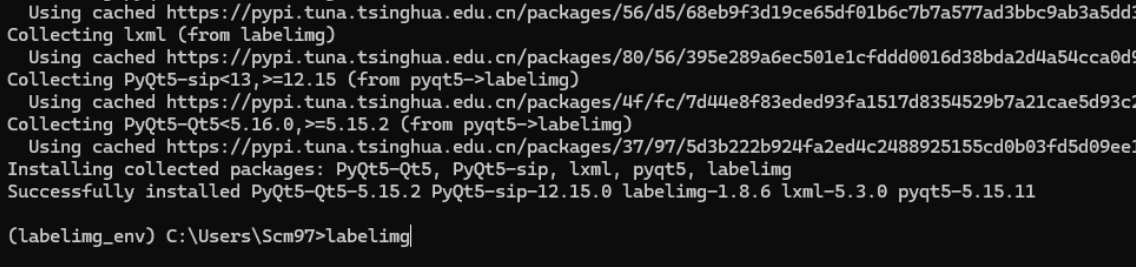 Using cached https://pypi.tuna.tsinghua.edu.cn/packages/56/d5/68eb9f3d19ce65df01b6c7b7a577ad3bbc9ab3a5dd3
Collecting lxml (from labelimg)
Using cached https://pypi.tuna.tsinghua.edu.cn/packages/80/56/395e289a6ec501e1cfddd0016d38bda2d4a54cca0d9
Collecting PyQt5-sip<13,>=12.15 (from pyqt5->labelimg)
Using cached https://pypi.tuna.tsinghua.edu.cn/packages/4f/fc/7d44e8f83eded93fa1517d8354529b7a21cae5d93c2
Collecting PyQt5-Qt5<5.16.0,>=5.15.2 (from pyqt5->labelimg)
Using cached https://pypi.tuna.tsinghua.edu.cn/packages/37/97/5d3b222b924fa2ed4c2488925155cd0b03fd5d09ee1
Installing collected packages: PyQt5-Qt5, PyQt5-sip, lxml, pyqt5, labelimg
Successfully installed PyQt5-Qt5-5.15.2 PyQt5-sip-12.15.0 labelimg-1.8.6 lxml-5.3.0 pyqt5-5.15.11
(labelimg_env) C:\Users\Scm97>labelimg